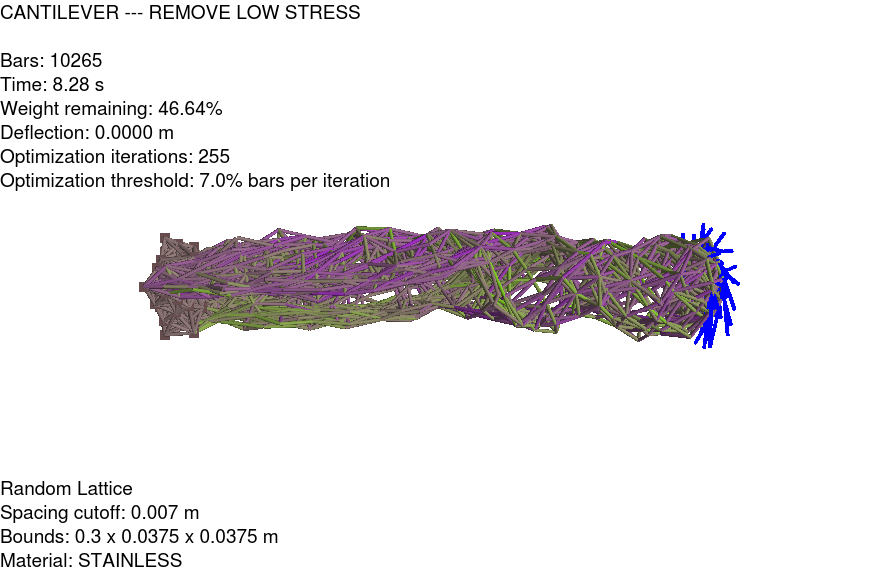 CANTILEVER --- REMOVE LOW STRESS
Bars: 10265
Time: 8.28 s
Weight remaining: 46.64%
Deflection: 0.0000 m
Optimization iterations: 255
Optimization threshold: 7.0% bars per iteration
Random Lattice
Spacing cutoff: 0.007 m
Bounds: 0.3 x 0.0375 x 0.0375 m
Material: STAINLESS